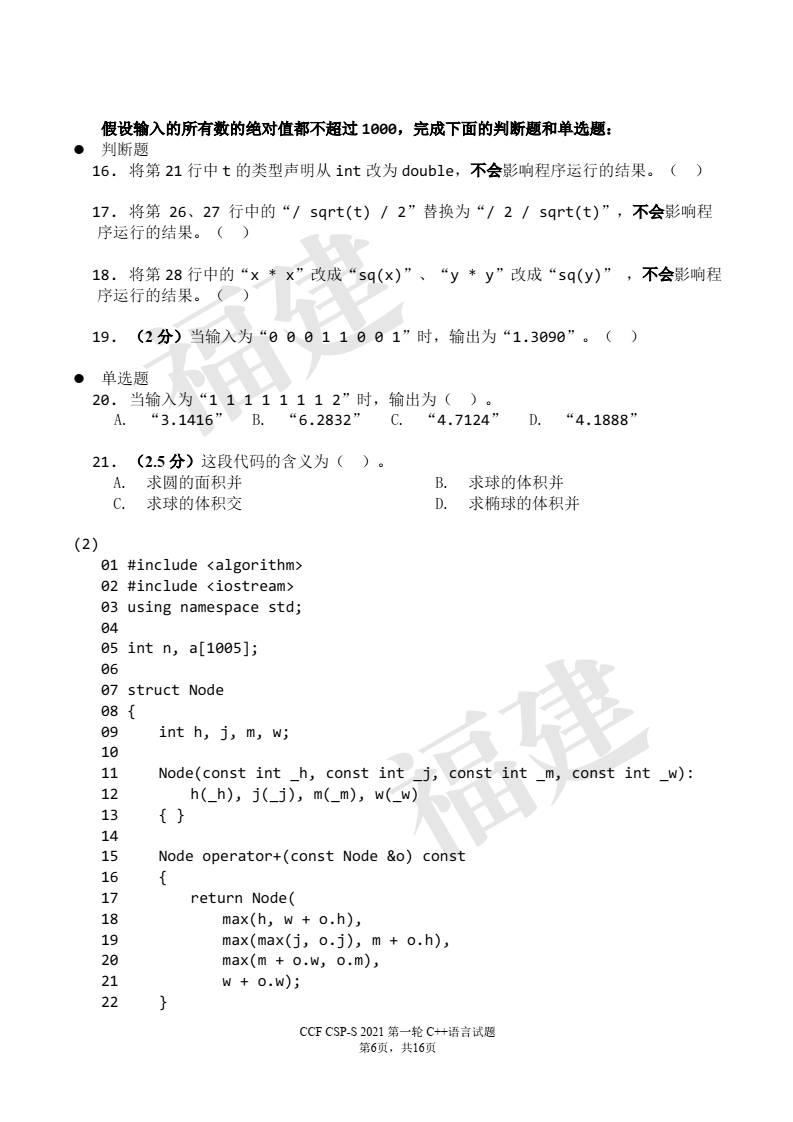 假设输入的所有数的绝对值都不超过 1000，完成下面的判断题和单选题：
● 判断题
16. 将第 21 行中 t 的类型声明从 int 改为 double，不会影响程序运行的结果。（ ）
17. 将第 26、27 行中的“/ sqrt(t) / 2”替换为“/ 2 / sqrt(t)”，不会影响程
序运行的结果。（ ）
18. 将第 28 行中的“x * x”改成“sq(x)”、“y * y”改成“sq(y)” ，不会影响程
序运行的结果。（ ）
19. （2 分）当输入为“0 0 0 1 1 0 0 1”时，输出为“1.3090”。（ ）
● 单选题
20. 当输入为“1 1 1 1 1 1 1 2”时，输出为（ ）。
A. “3.1416” B. “6.2832” C. “4.7124” D. “4.1888”
21. （2.5 分）这段代码的含义为（ ）。
A. 求圆的面积并 B. 求球的体积并
C. 求球的体积交 D. 求椭球的体积并
(2)
01 #include <algorithm>
02 #include <iostream>
03 using namespace std;
04
05 int n, a[1005];
06
07 struct Node
08 {
09 int h, j, m, w;
10
11 Node(const int _h, const int _j, const int _m, const int _w):
12 h(_h), j(_j), m(_m), w(_w)
13 { }
14
15 Node operator+(const Node &o) const
16 {
17 return Node(
18 max(h, w + o.h),
19 max(max(j, o.j), m + o.h),
20 max(m + o.w, o.m),
21 w + o.w);
22 }
CCF CSP-S 2021 第一轮 C++语言试题
第6页，共16页
福建
福建